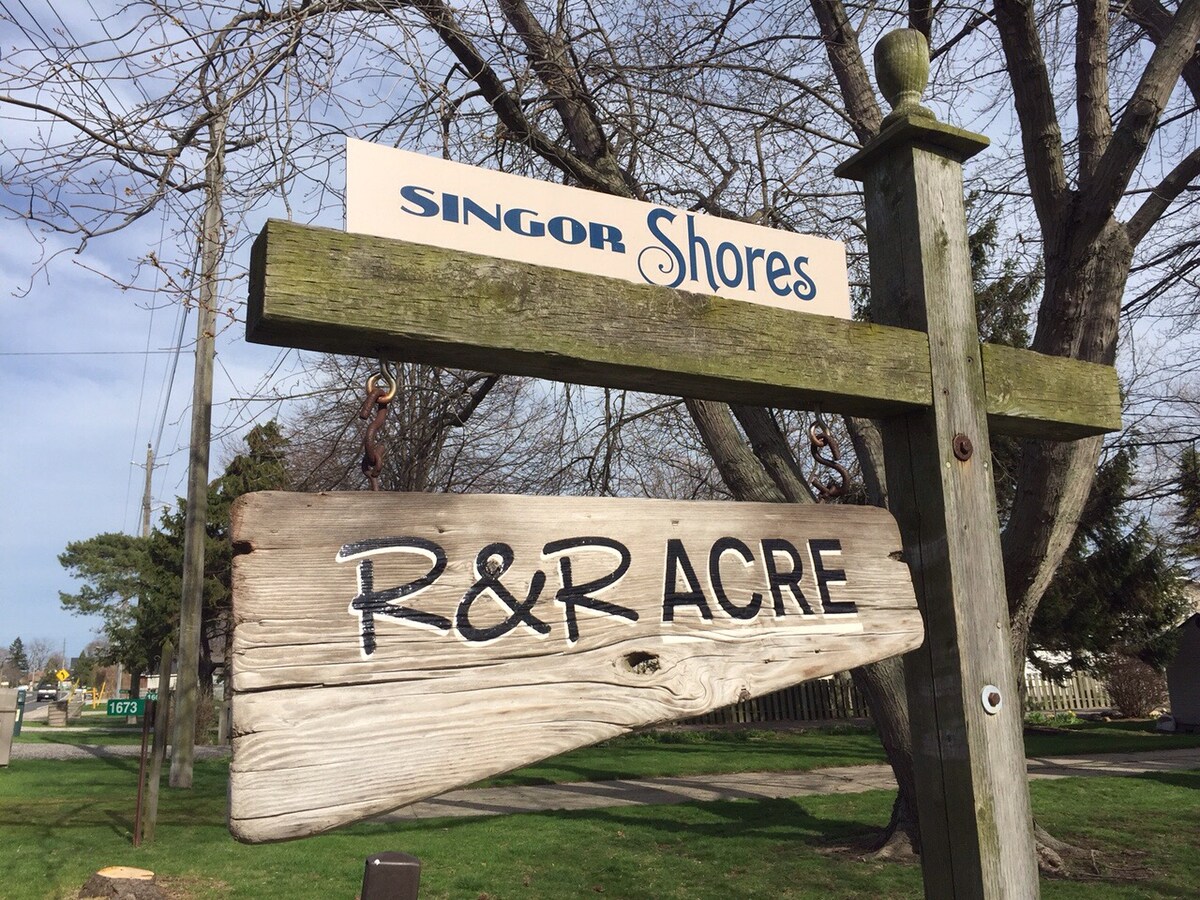 SINGOR Shores
R&R ACRE
1673